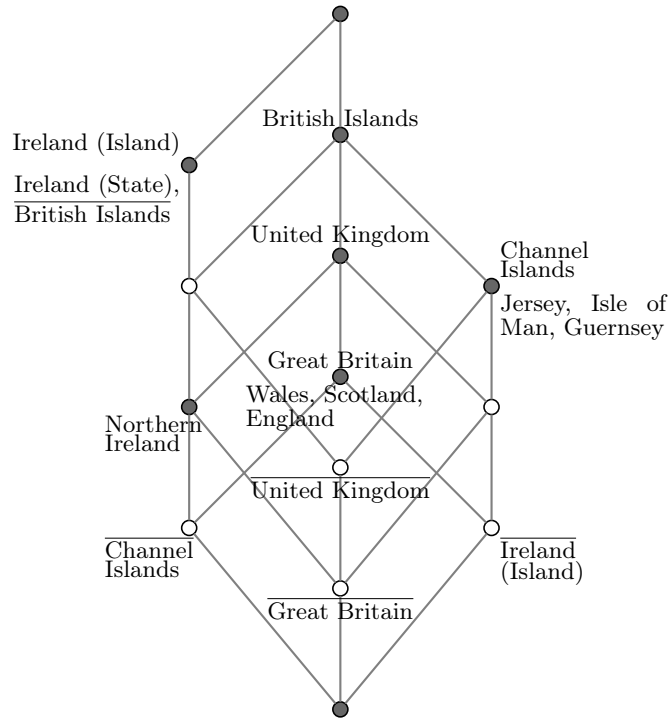 British Islands
Ireland (Island)
Ireland (State),
British Islands
United Kingdom
Channel
Islands
Jersey, Isle of
Man, Guernsey
Great Britain
Wales, Scotland,
England
Northern
Ireland
United Kingdom
Channel
Islands
Ireland
(Island)
Great Britain